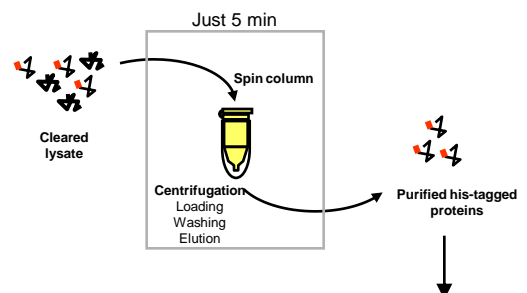 Just 5 min
Spin column
Cleared
lysate
Centrifugation
Loading
Washing
Elution
Purified his-tagged
proteins